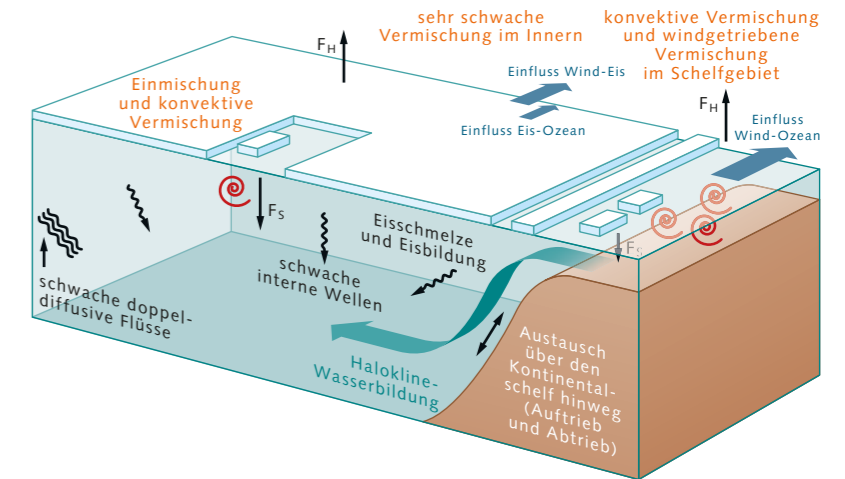 sehr schwache
Vermischung im Innern
konvektive Vermischung
und windgetriebene
Vermischung
im Schelfgebiet
F_H
Einfluss Wind-Eis
Einmischung
und konvektive
Vermischung
F_H
Einfluss
Wind-Ozean
Einfluss Eis-Ozean
F_S
Eisschmelze
und Eisbildung
F_S
schwache
interne Wellen
schwache doppel-
diffusive Flüsse
Halokline-
Wasserbildung
Austausch
über den
Kontinental-
schelf hinweg
(Auftrieb
und Abtrieb)